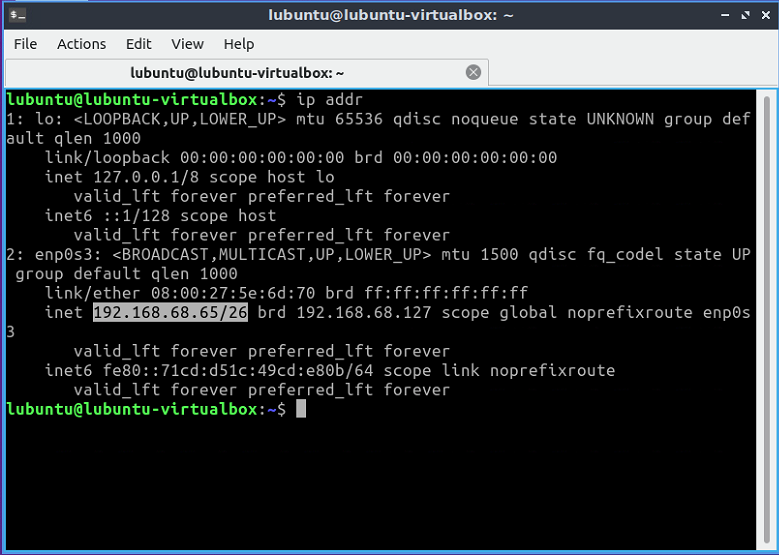 lubuntu@lubuntu-virtualbox: ~
File Actions Edit View Help
lubuntu@lubuntu-virtualbox: ~
lubuntu@lubuntu-virtualbox:~$ ip addr
1: lo: <LOOPBACK,UP,LOWER_UP> mtu 65536 qdisc noqueue state UNKNOWN group def
ault qlen 1000
    link/loopback 00:00:00:00:00:00 brd 00:00:00:00:00:00
    inet 127.0.0.1/8 scope host lo
       valid_lft forever preferred_lft forever
    inet6 ::1/128 scope host
       valid_lft forever preferred_lft forever
2: enp0s3: <BROADCAST,MULTICAST,UP,LOWER_UP> mtu 1500 qdisc fq_codel state UP
 group default qlen 1000
    link/ether 08:00:27:5e:6d:70 brd ff:ff:ff:ff:ff:ff
    inet 192.168.68.65/26 brd 192.168.68.127 scope global noprefixroute enp0s
3
       valid_lft forever preferred_lft forever
    inet6 fe80::71cd:d51c:49cd:e80b/64 scope link noprefixroute
       valid_lft forever preferred_lft forever
lubuntu@lubuntu-virtualbox:~$